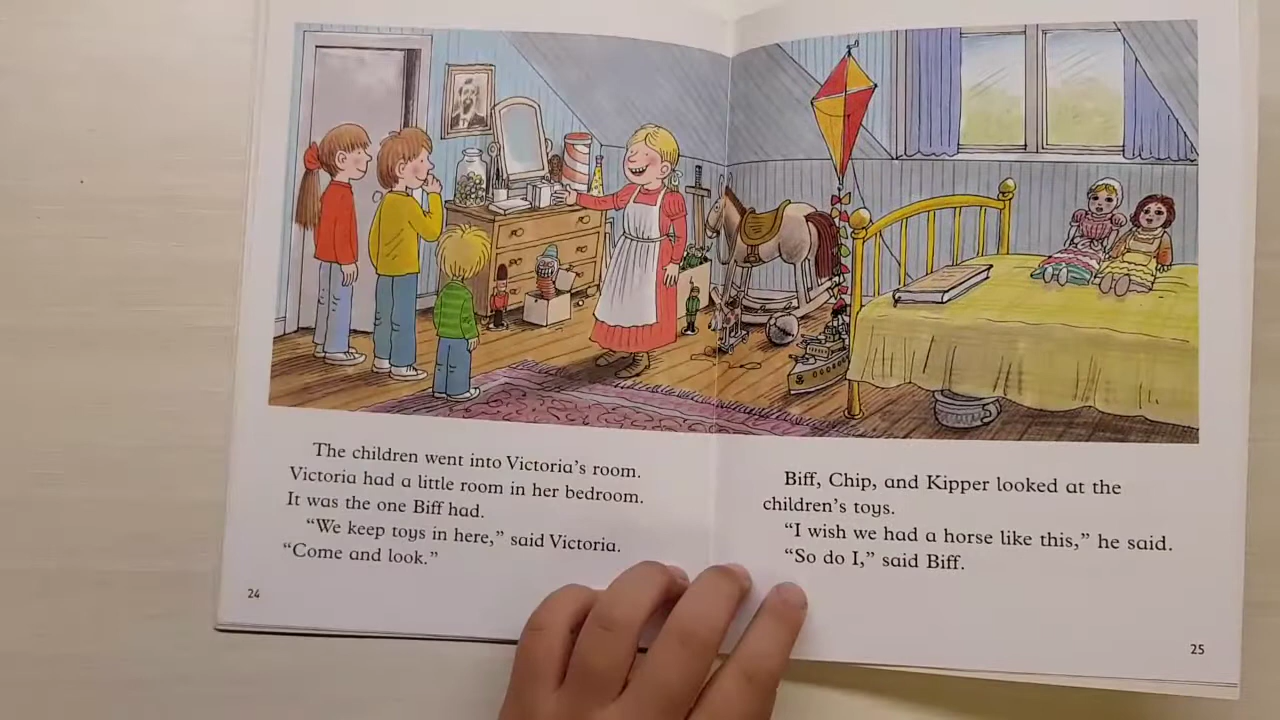 The children went into Victoria's room.
Victoria had a little room in her bedroom.
It was the one Biff had.
"We keep toys in here," said Victoria.
"Come and look."
24
Biff, Chip, and Kipper looked at the
children's toys.
"I wish we had a horse like this," he said.
"So do I," said Biff.
25